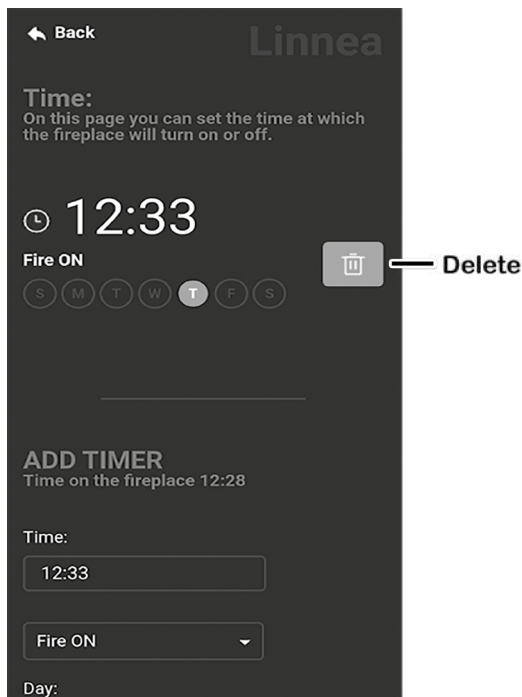 Back
Linnea
Time:
On this page you can set the time at which
the fireplace will turn on or off.
12:33
Fire ON
S M T W T F S
Delete
ADD TIMER
Time on the fireplace 12:28
Time:
12:33
Fire ON
Day: